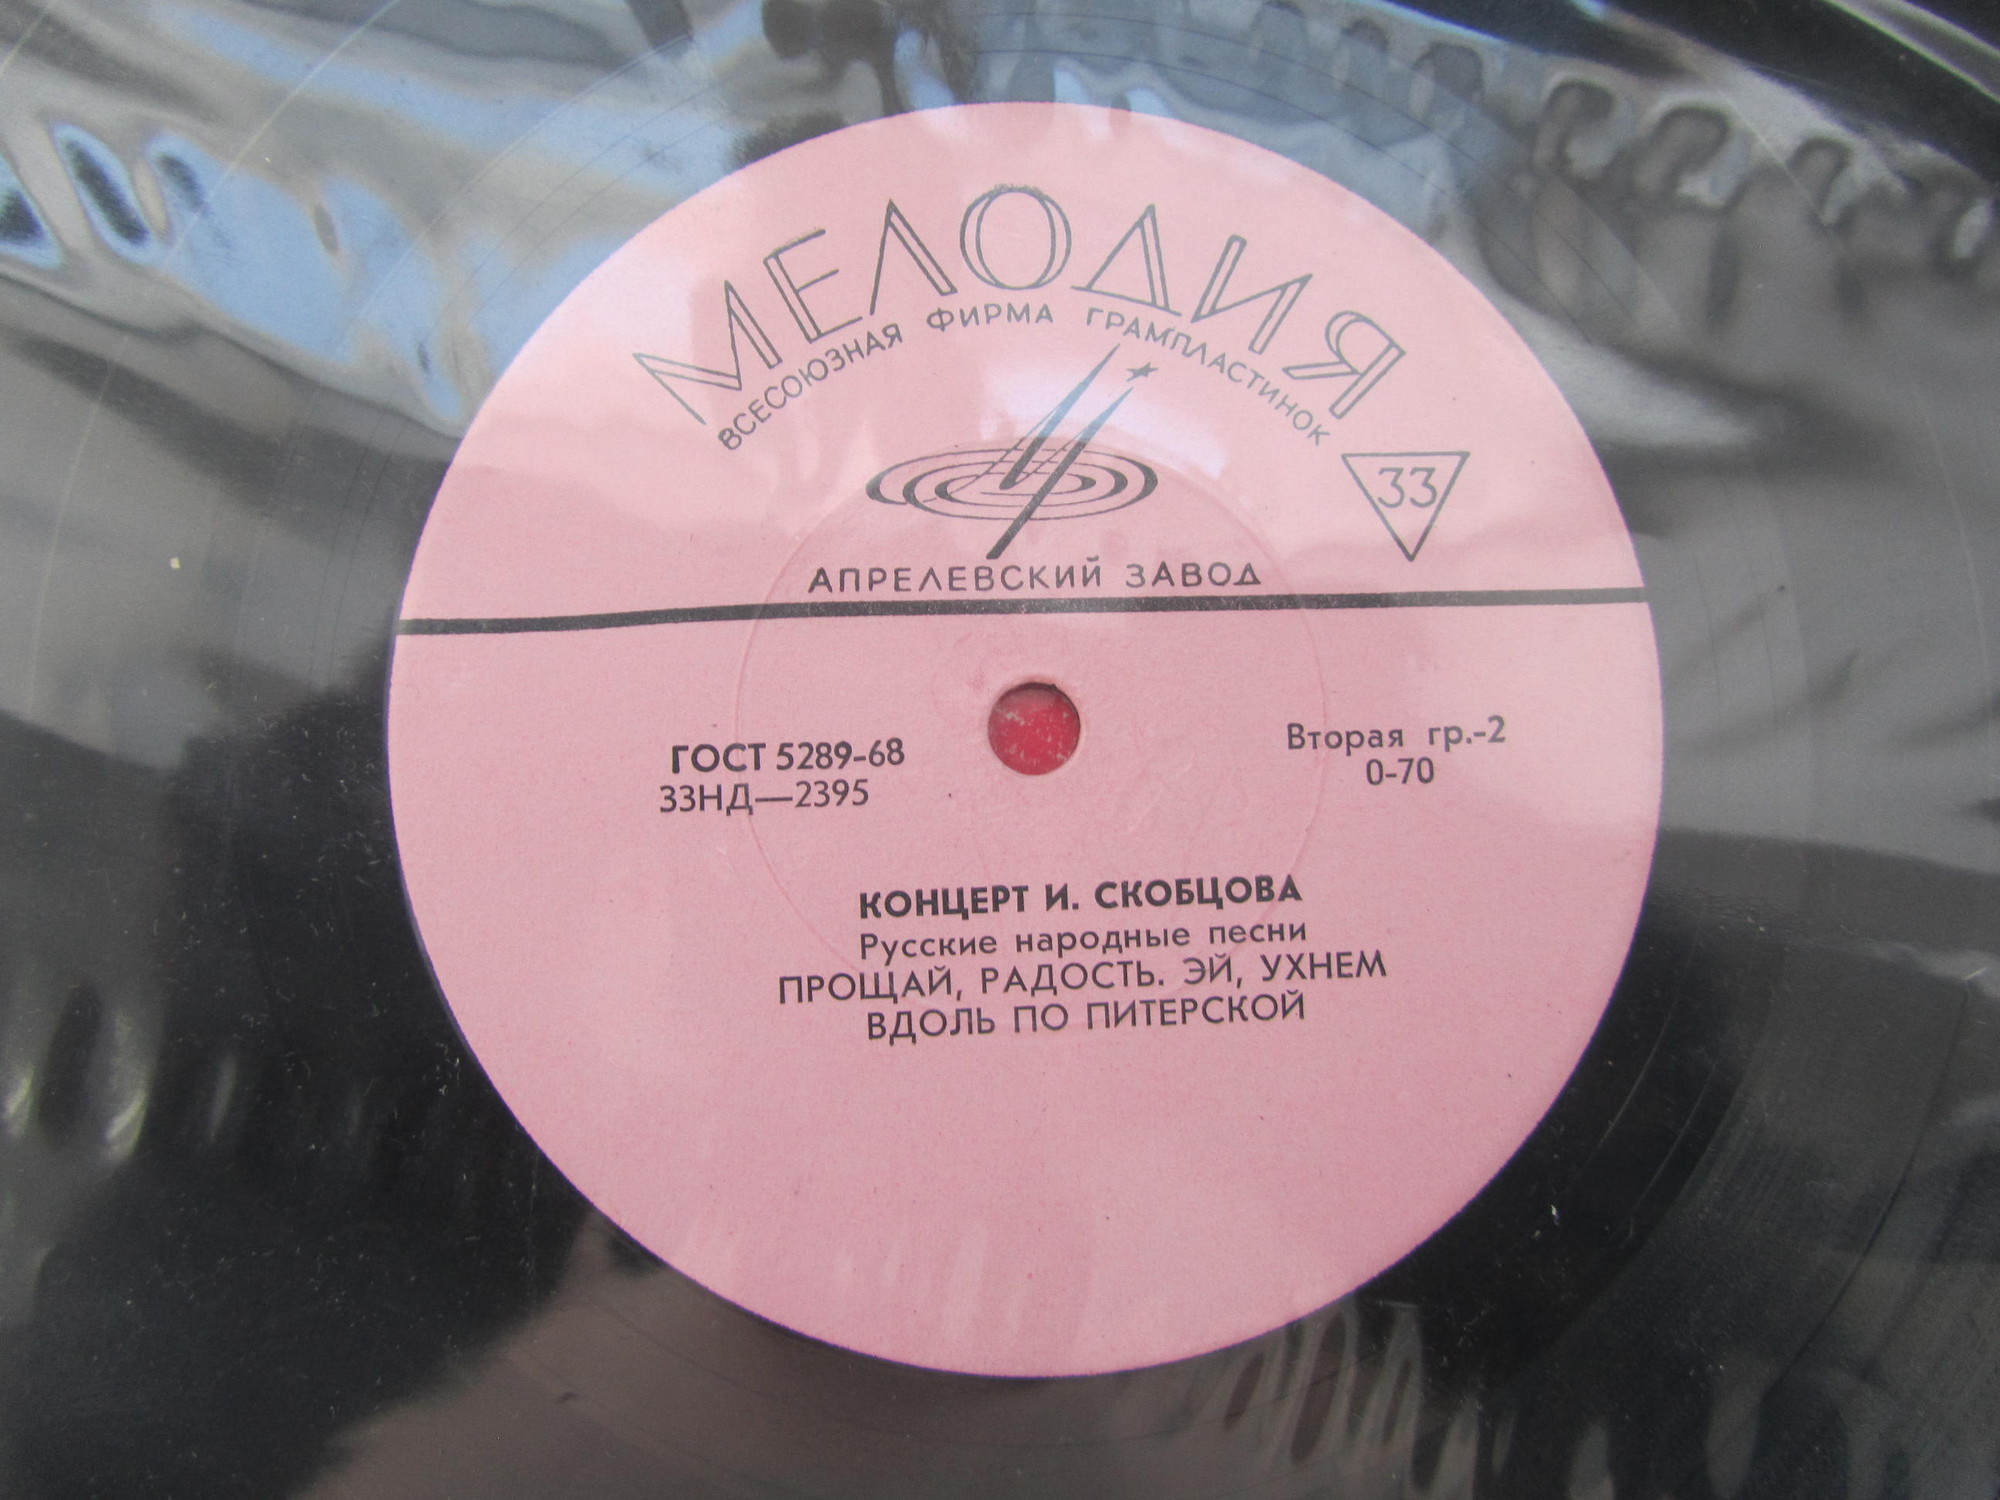 МЕЛОДИЯ
ВСЕСОЮЗНАЯ ФИРМА ГРАМПЛАСТИНОК
33
АПРЕЛЕВСКИЙ ЗАВОД
ГОСТ 5289-68
33НД—2395
Вторая гр.-2
0-70
КОНЦЕРТ И. СКОБЦОВА
Русские народные песни
ПРОЩАЙ, РАДОСТЬ. ЭЙ, УХНЕМ
ВДОЛЬ ПО ПИТЕРСКОЙ